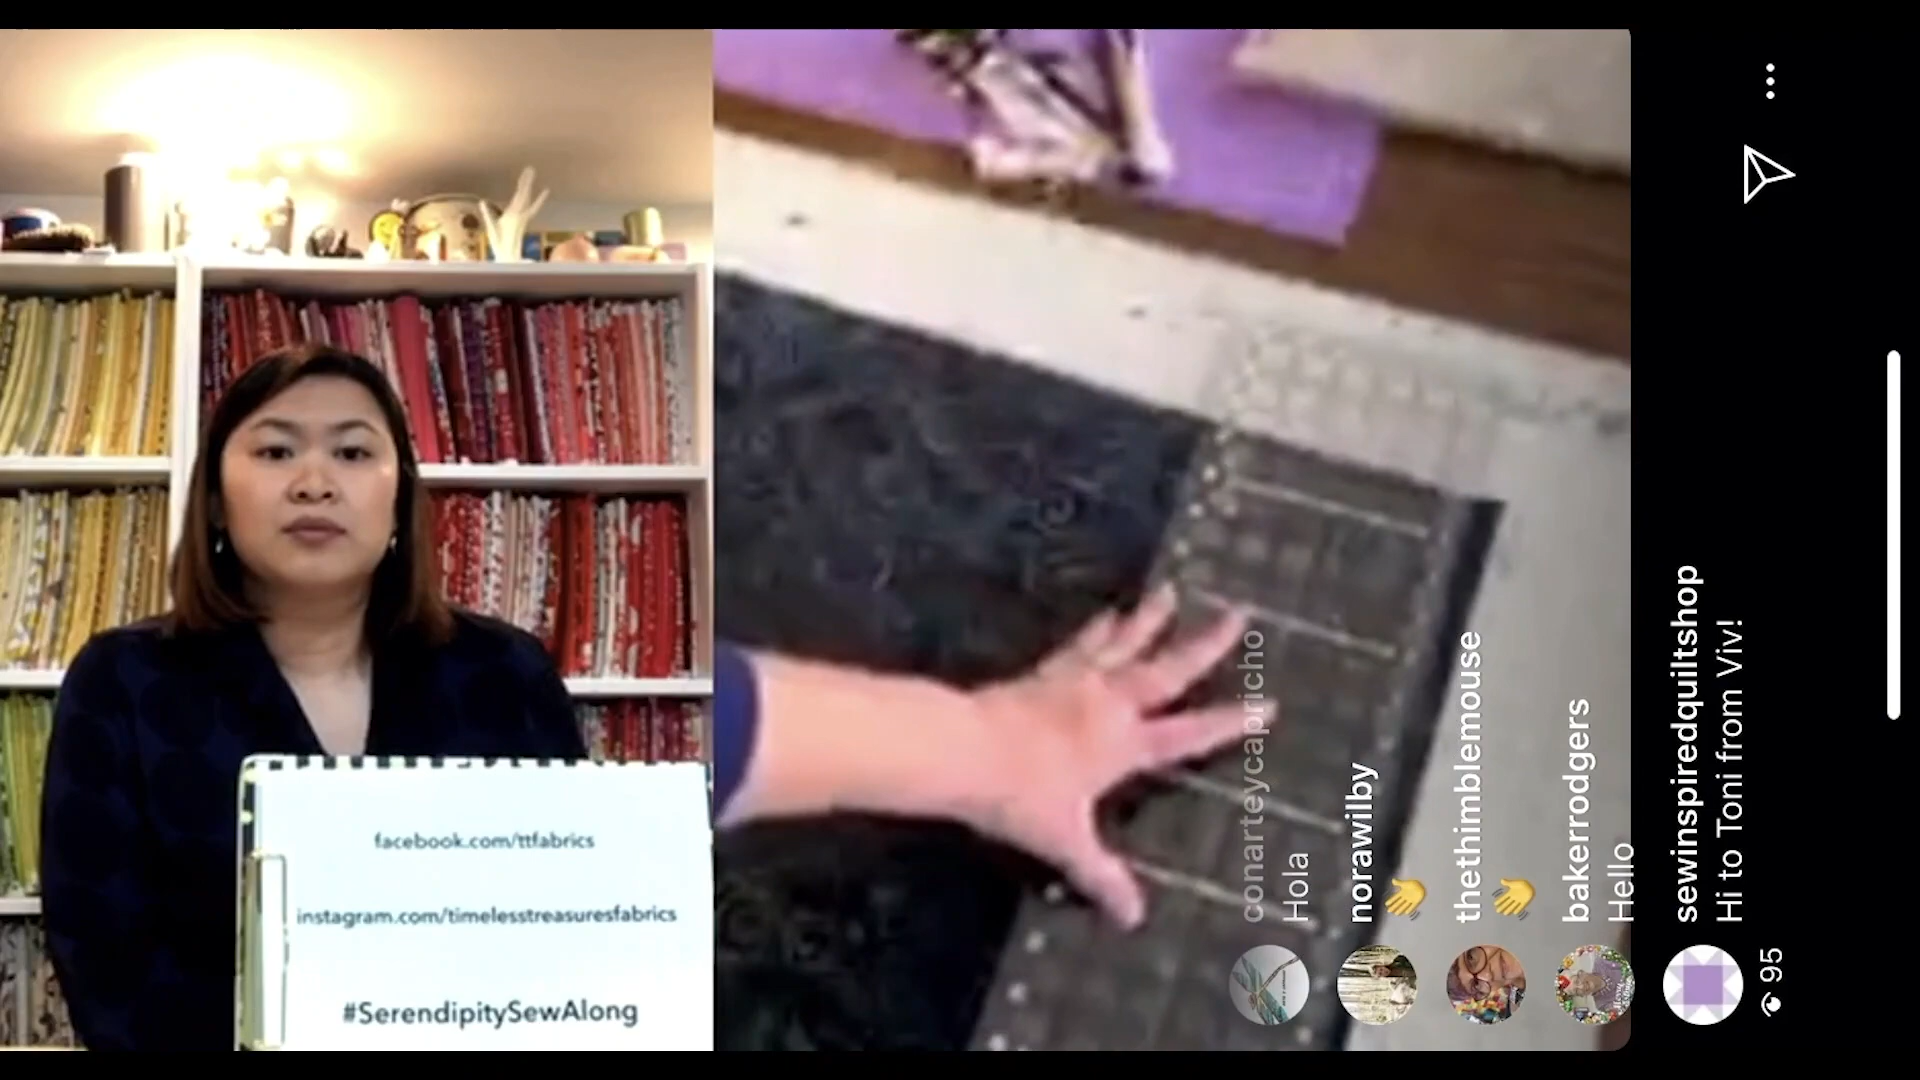 facebook.com/ttfabrics
instagram.com/timelesstreasuresfabrics
#SerendipitySewAlong
conarteycapricho
Hola
norawilby
👋
thethimblemouse
👋
bakerrodgers
Hello
sewinspiredquiltshop
Hi to Toni from Viv!
95